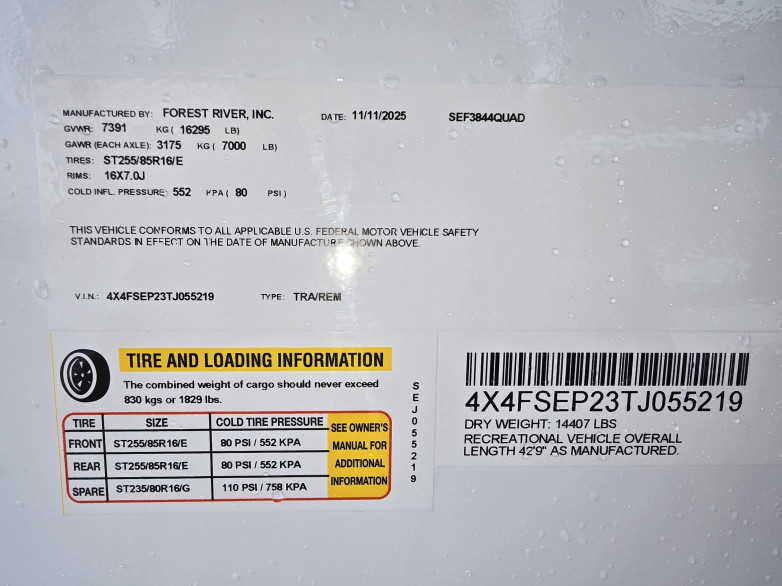 MANUFACTURED BY: FOREST RIVER, INC. DATE: 11/11/2025 SEF3844QUAD
GVWR: 7391 KG ( 16295 LB)
GAWR (EACH AXLE): 3175 KG ( 7000 LB)
TIRES: ST255/85R16/E
RIMS: 16X7.0J
COLD INFL. PRESSURE: 552 KPA ( 80 PSI )
THIS VEHICLE CONFORMS TO ALL APPLICABLE U.S. FEDERAL MOTOR VEHICLE SAFETY
STANDARDS IN EFFECT ON THE DATE OF MANUFACTURE SHOWN ABOVE.
V.I.N.: 4X4FSEP23TJ055219 TYPE: TRA/REM
TIRE AND LOADING INFORMATION
The combined weight of cargo should never exceed
830 kgs or 1829 lbs.
TIRE SIZE COLD TIRE PRESSURE
FRONT ST255/85R16/E 80 PSI / 552 KPA
REAR ST255/85R16/E 80 PSI / 552 KPA
SPARE ST235/80R16/G 110 PSI / 758 KPA
SEE OWNER'S
MANUAL FOR
ADDITIONAL
INFORMATION
SEJ055219
4X4FSEP23TJ055219
DRY WEIGHT: 14407 LBS
RECREATIONAL VEHICLE OVERALL
LENGTH 42'9" AS MANUFACTURED.